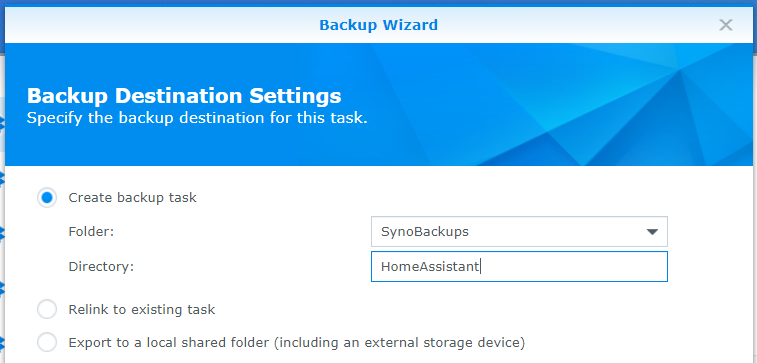 Backup Wizard
Backup Destination Settings
Specify the backup destination for this task.
Create backup task
Folder: SynoBackups
Directory: HomeAssistant
Relink to existing task
Export to a local shared folder (including an external storage device)